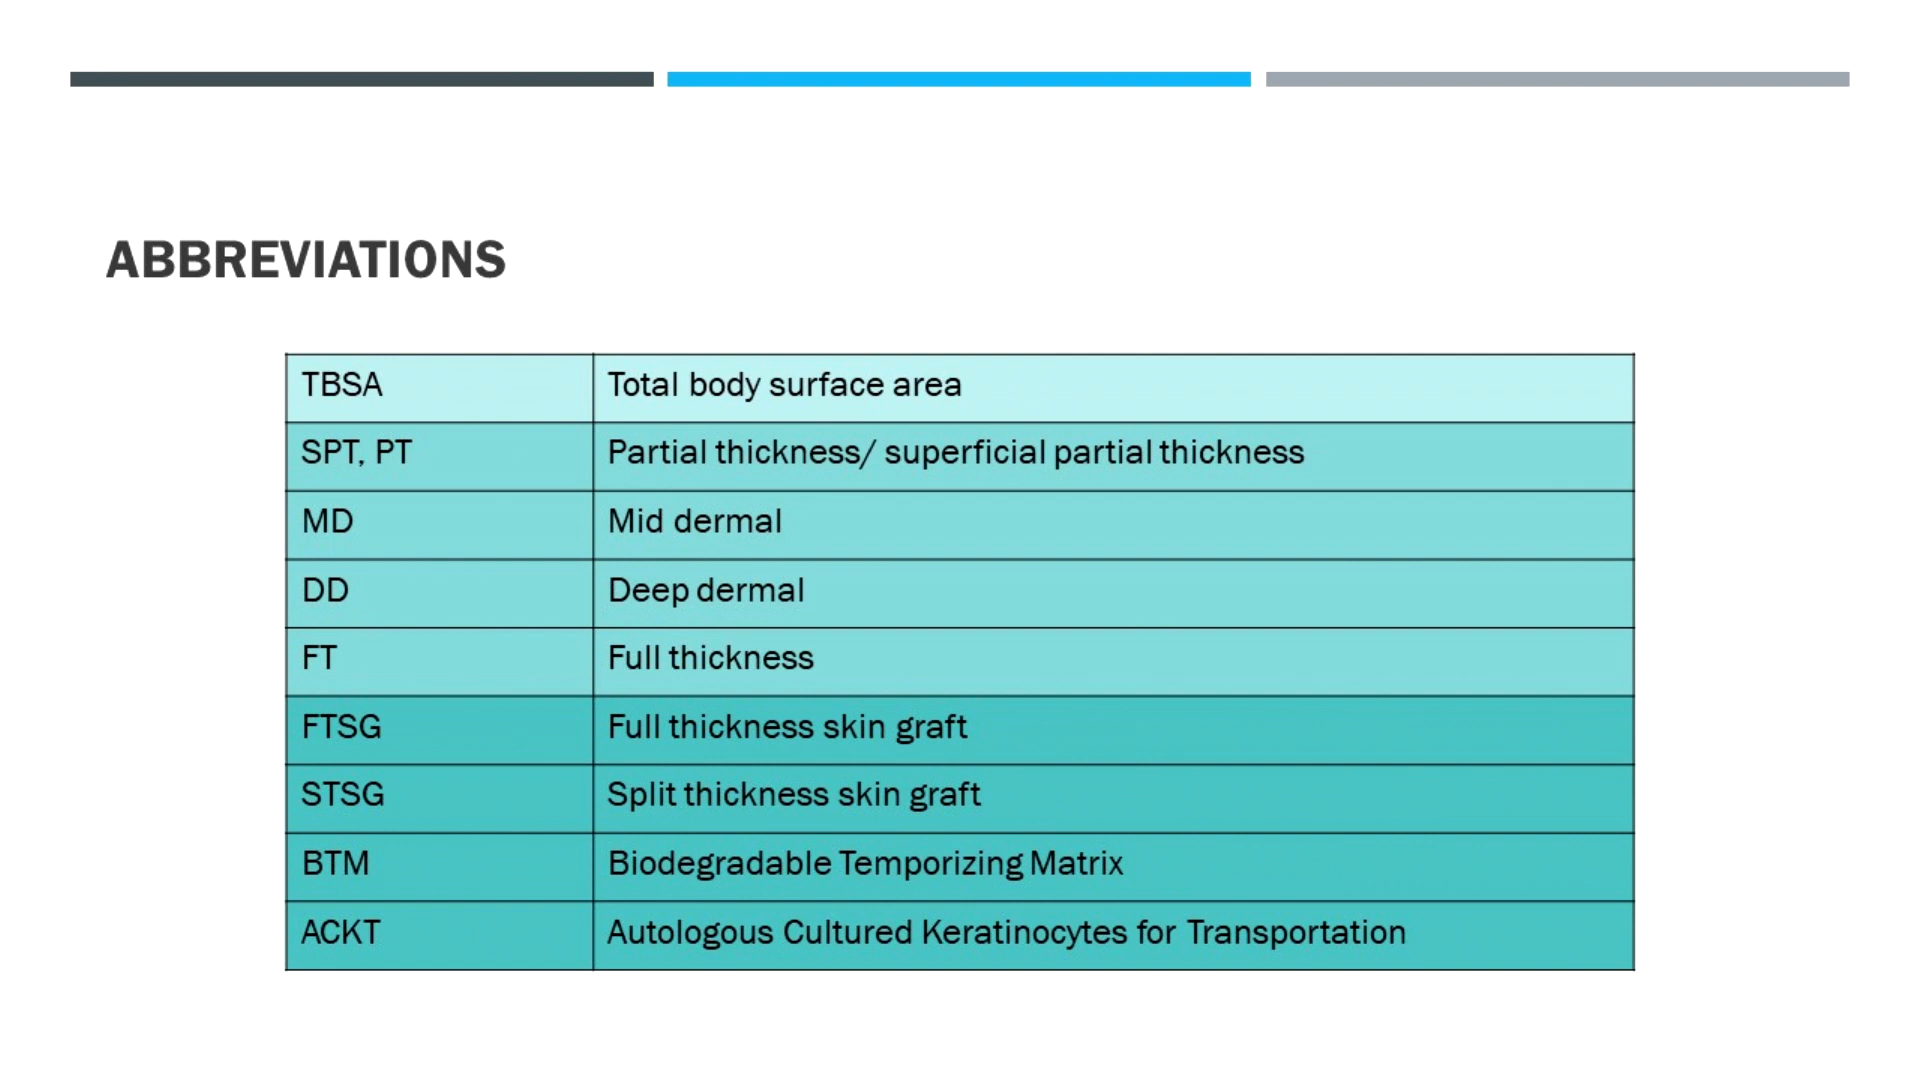 ABBREVIATIONS
TBSA Total body surface area
SPT, PT Partial thickness/ superficial partial thickness
MD Mid dermal
DD Deep dermal
FT Full thickness
FTSG Full thickness skin graft
STSG Split thickness skin graft
BTM Biodegradable Temporizing Matrix
ACKT Autologous Cultured Keratinocytes for Transportation